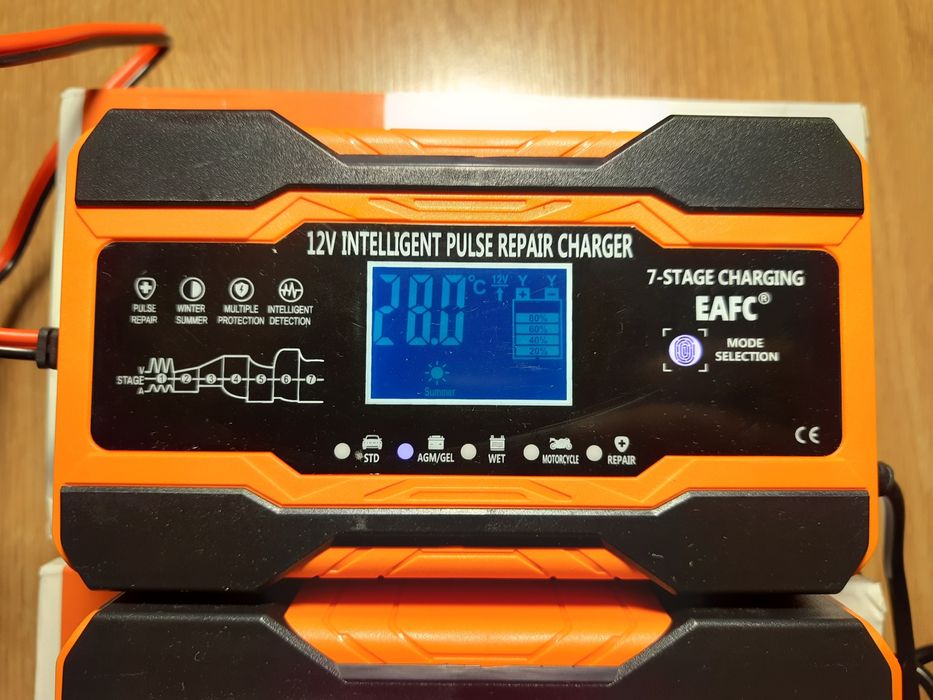 12V INTELLIGENT PULSE REPAIR CHARGER
PULSE REPAIR
WINTER SUMMER
MULTIPLE PROTECTION
INTELLIGENT DETECTION
28.0°C
12V
+ −
80%
60%
40%
20%
Summer
7-STAGE CHARGING
EAFC®
MODE
SELECTION
V
STAGE 1 2 3 4 5 6 7
A
STD AGM/GEL WET MOTORCYCLE REPAIR
CE